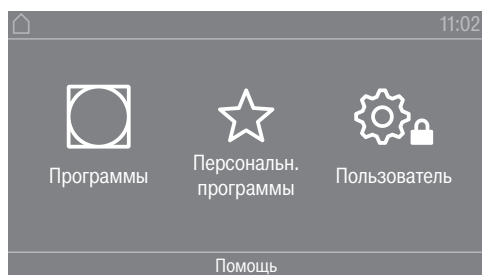 11:02
Программы
Персональн.
программы
Пользователь
Помощь